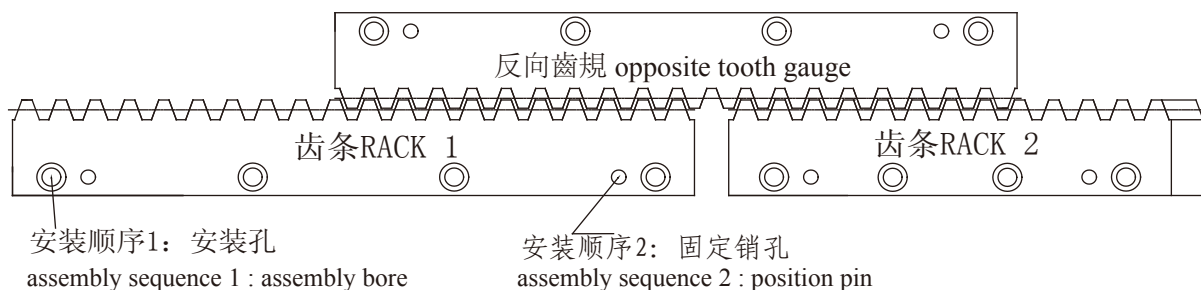 反向齒規 opposite tooth gauge
齿条RACK 1
齿条RACK 2
安装顺序1：安装孔
assembly sequence 1 : assembly bore
安装顺序2：固定销孔
assembly sequence 2 : position pin